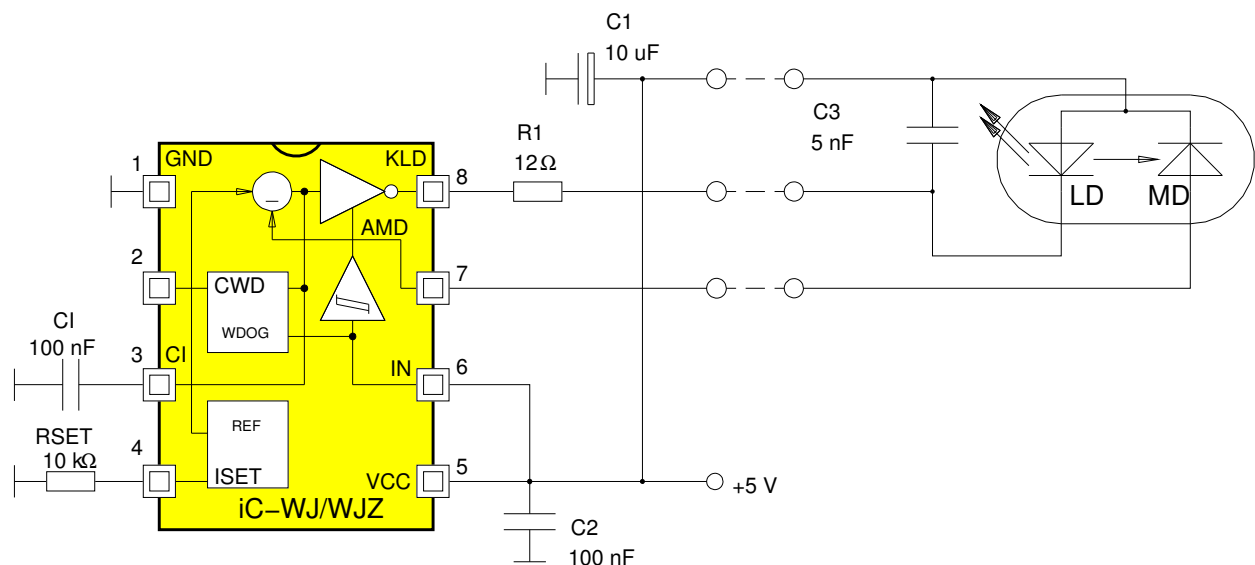 C1
10 uF
R1
12Ω
C3
5 nF
LD
MD
1
GND
KLD
8
2
AMD
7
CWD
WDOG
CI
100 nF
3
CI
IN
6
RSET
10 kΩ
4
REF
ISET
VCC
5
+5 V
iC–WJ/WJZ
C2
100 nF
–